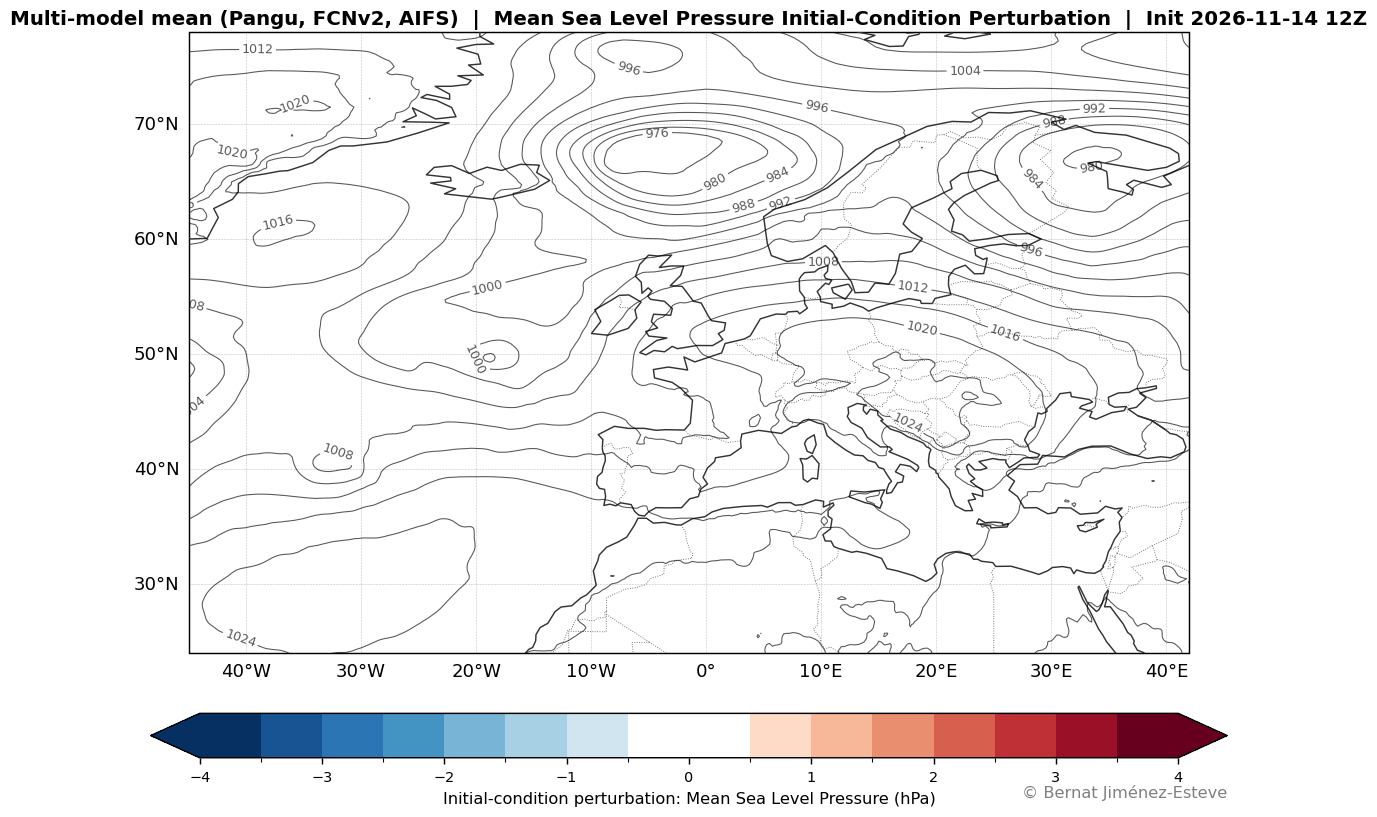 Multi-model mean (Pangu, FCNv2, AIFS) | Mean Sea Level Pressure Initial-Condition Perturbation | Init 2026-11-14 12Z
1012
996
1004
1020
996
992
70°N
988
976
1020
980
980
984
984
988
992
1016
60°N
996
1008
1000
1012
08
1020
1016
50°N
1000
04
1024
1008
40°N
30°N
1024
40°W 30°W 20°W 10°W 0° 10°E 20°E 30°E 40°E
−4 −3 −2 −1 0 1 2 3 4
Initial-condition perturbation: Mean Sea Level Pressure (hPa)
© Bernat Jiménez-Esteve